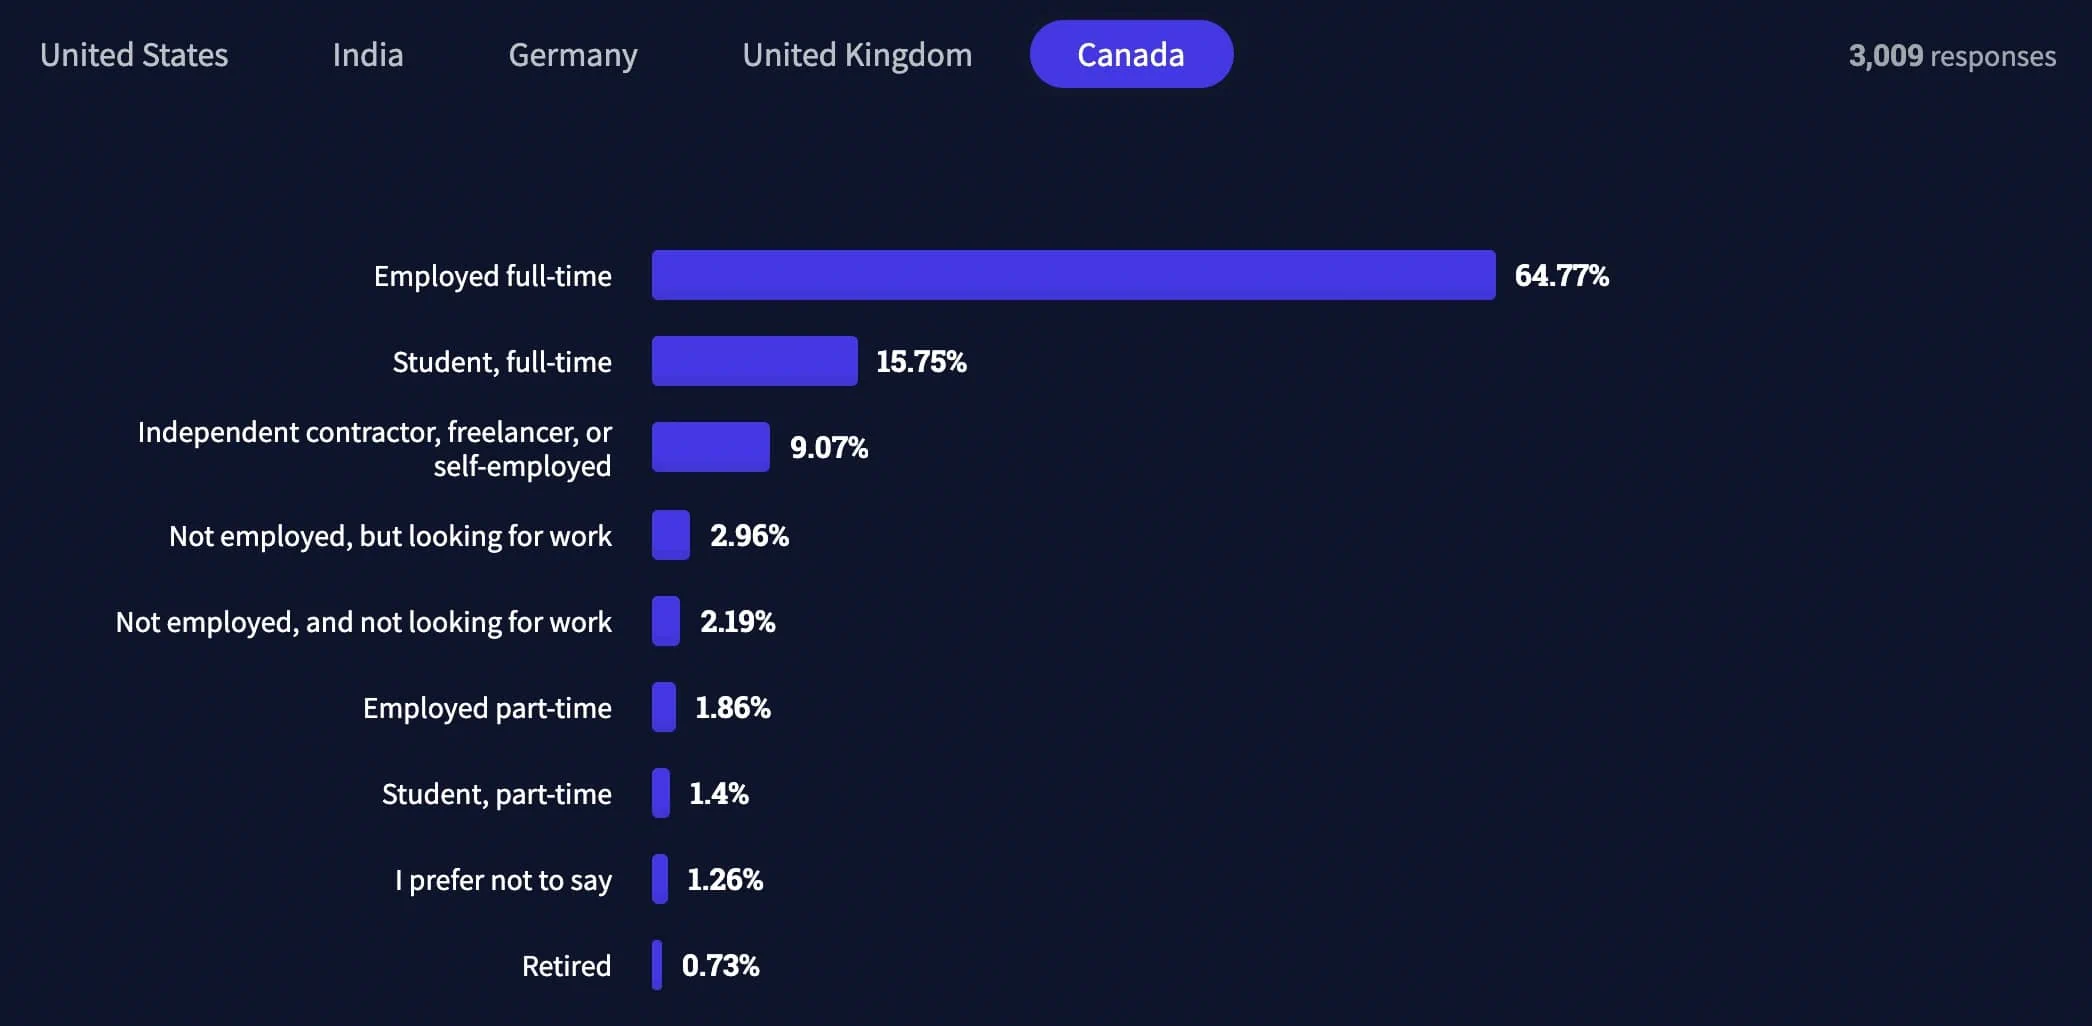 United States India Germany United Kingdom Canada 3,009 responses
Employed full-time 64.77%
Student, full-time 15.75%
Independent contractor, freelancer, or
self-employed 9.07%
Not employed, but looking for work 2.96%
Not employed, and not looking for work 2.19%
Employed part-time 1.86%
Student, part-time 1.4%
I prefer not to say 1.26%
Retired 0.73%